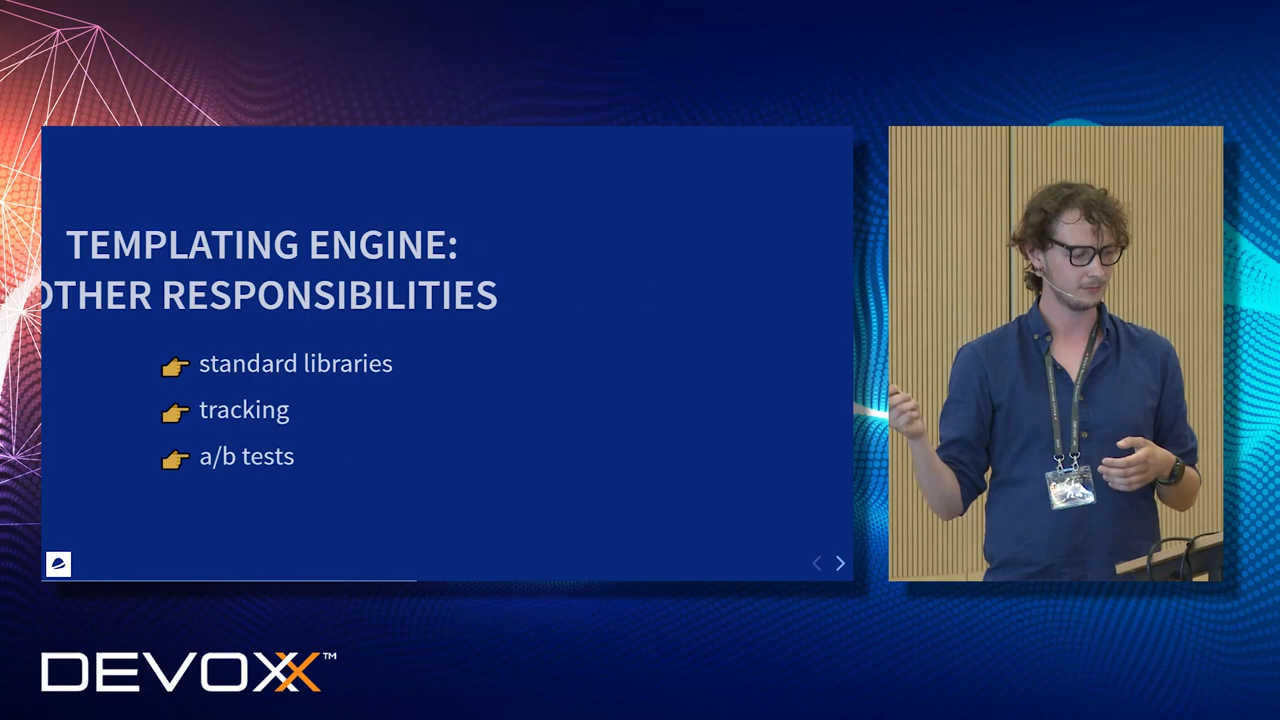 TEMPLATING ENGINE:
OTHER RESPONSIBILITIES
standard libraries
tracking
a/b tests
DEVOXX™